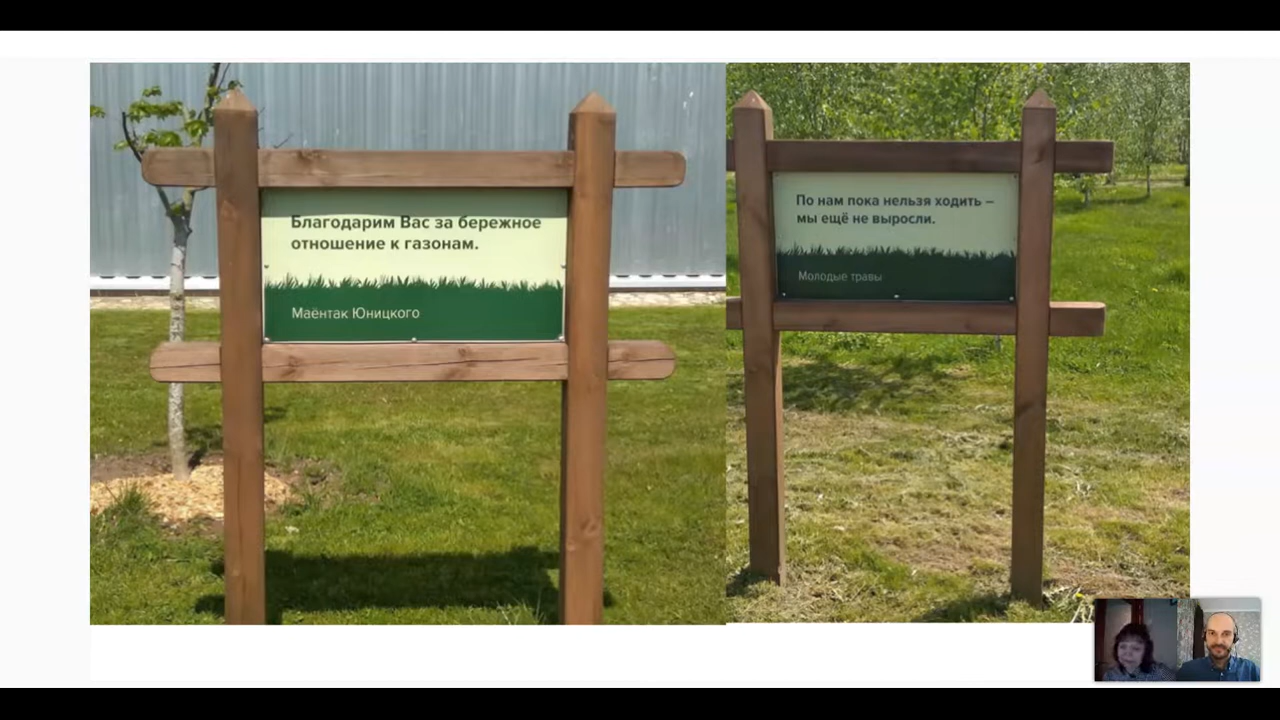 Благодарим Вас за бережное
отношение к газонам.
Маёнтак Юницкого
По нам пока нельзя ходить –
мы ещё не выросли.
Молодые травы